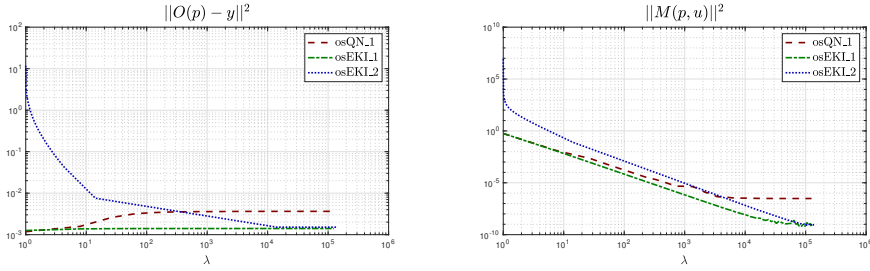 ||O(p) − y||²
10²
10¹
10⁰
10⁻¹
10⁻²
10⁻³
10⁰ 10¹ 10² 10³ 10⁴ 10⁵ 10⁶
λ
osQN_1
osEKI_1
osEKI_2
||M(p, u)||²
10¹⁰
10⁵
10⁰
10⁻⁵
10⁻¹⁰
10⁰ 10¹ 10² 10³ 10⁴ 10⁵ 10⁶
λ
osQN_1
osEKI_1
osEKI_2